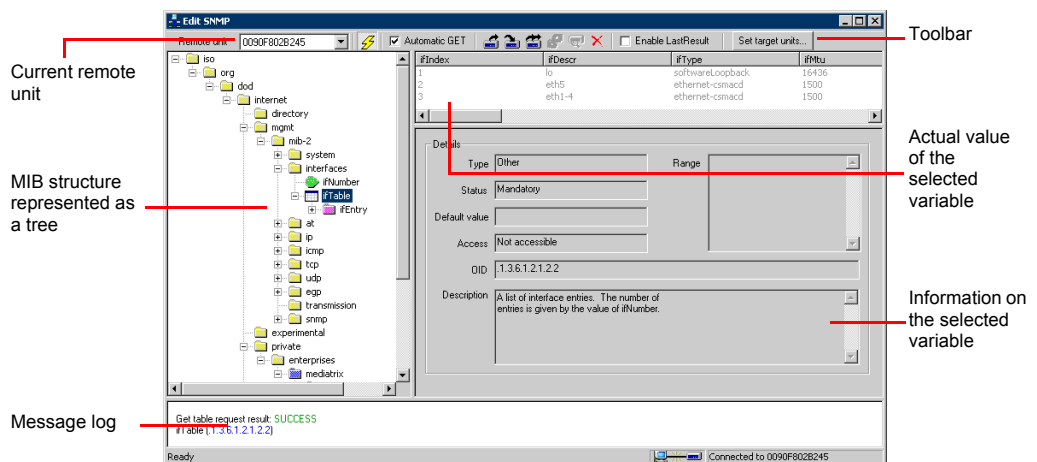 Edit SNMP
Remote unit 0090F802B245 Automatic GET Enable LastResult Set target units...
Toolbar
Current remote
unit
MIB structure
represented as
a tree
Message log
iso
org
dod
internet
directory
mgmt
mib-2
system
interfaces
ifNumber
ifTable
ifEntry
at
ip
icmp
tcp
udp
egp
transmission
snmp
experimental
private
enterprises
mediatrix
ifIndex ifDescr ifType ifMtu
1 lo softwareLoopback 16436
2 eth5 ethernet-csmacd 1500
3 eth1-4 ethernet-csmacd 1500
Details
Type Other Range
Status Mandatory
Default value
Access Not accessible
OID .1.3.6.1.2.1.2.2
Description A list of interface entries. The number of
entries is given by the value of ifNumber.
Actual value
of the
selected
variable
Information on
the selected
variable
Get table request result: SUCCESS
ifTable (.1.3.6.1.2.1.2.2)
Ready Connected to 0090F802B245